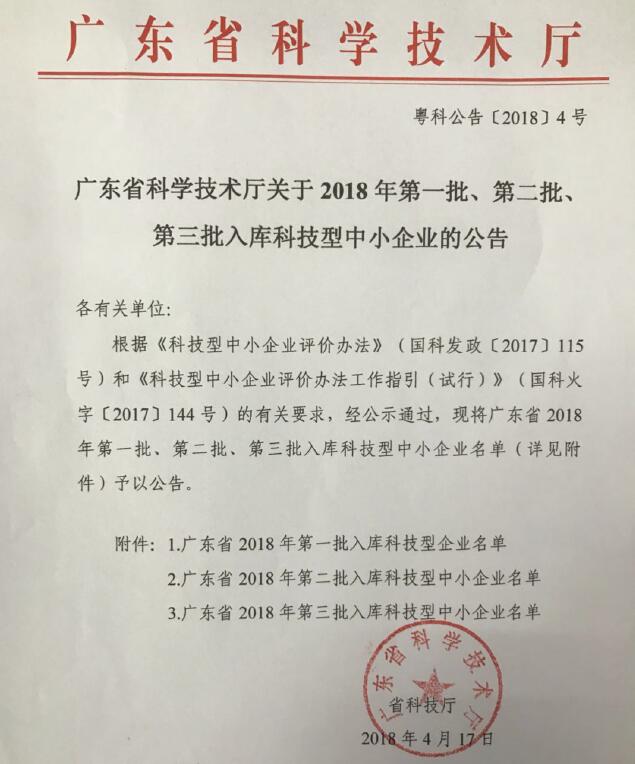 广东省科学技术厅
粤科公告〔2018〕4号
广东省科学技术厅关于2018年第一批、第二批、
第三批入库科技型中小企业的公告
各有关单位:
根据《科技型中小企业评价办法》（国科发政〔2017〕115
号）和《科技型中小企业评价办法工作指引（试行）》（国科火
字〔2017〕144号）的有关要求，经公示通过，现将广东省2018
年第一批、第二批、第三批入库科技型中小企业名单（详见附
件）予以公告。
附件：1.广东省2018年第一批入库科技型企业名单
2.广东省2018年第二批入库科技型中小企业名单
3.广东省2018年第三批入库科技型中小企业名单
广东省科学技术厅
省科技厅
2018年4月17日